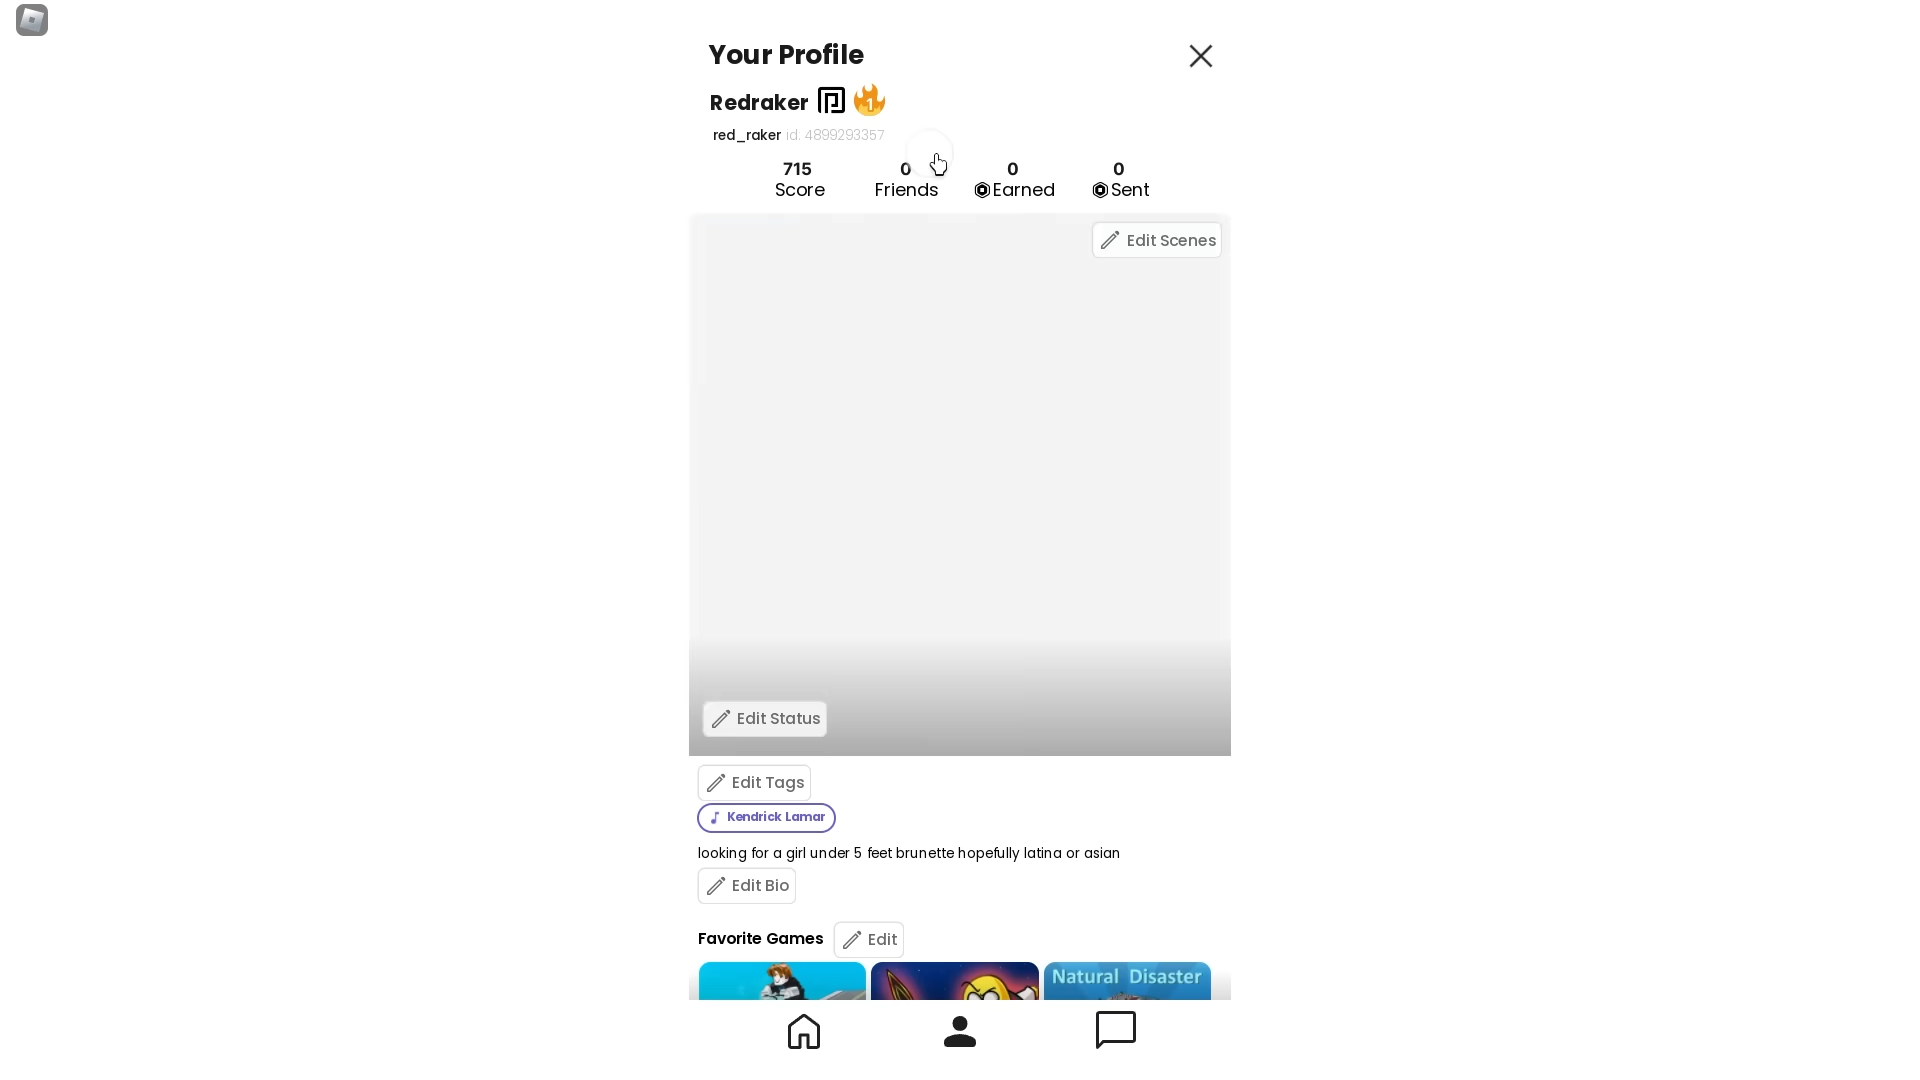 Your Profile
Redraker 1
red_raker id: 4899293357
715 0 0 0
Score Friends Earned Sent
Edit Scenes
Edit Status
Edit Tags
Kendrick Lamar
looking for a girl under 5 feet brunette hopefully latina or asian
Edit Bio
Favorite Games Edit
Natural Disaster